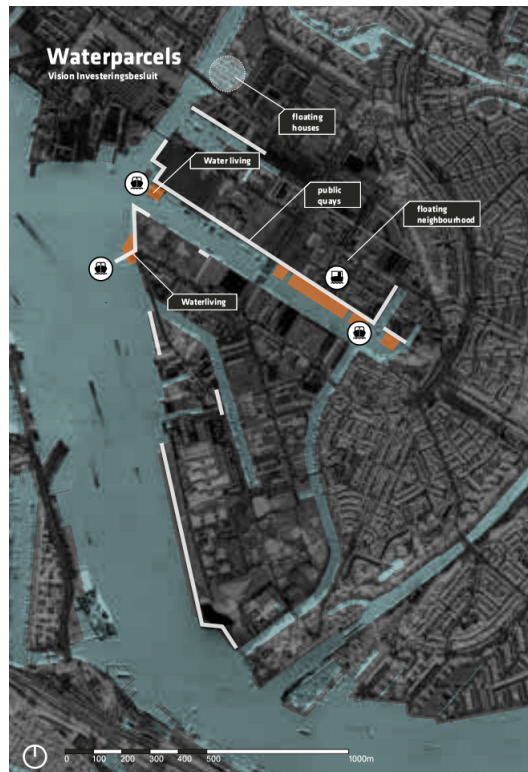 Waterparcels
Vision Investeringsbesluit
floating
houses
Water living
public
quays
floating
neighbourhood
Waterliving
0 100 200 300 400 500 1000m